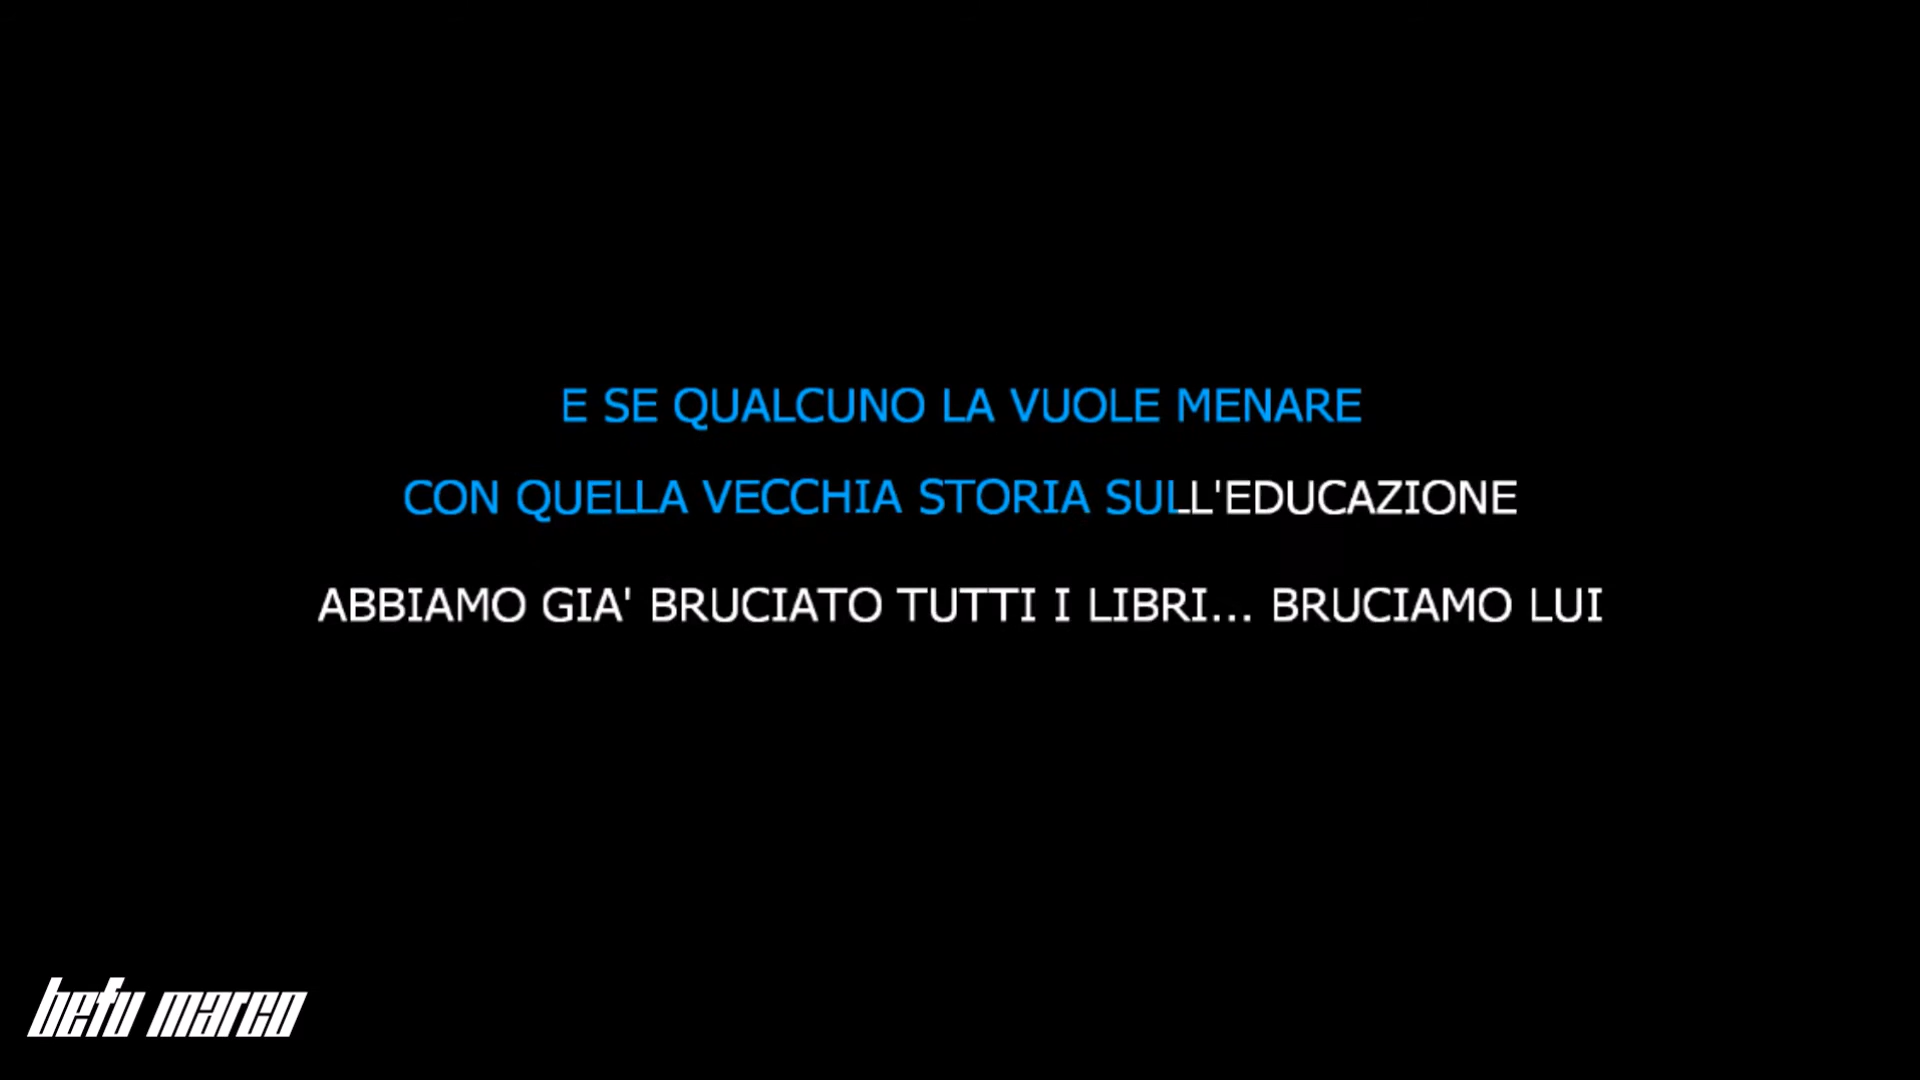 E SE QUALCUNO LA VUOLE MENARE
CON QUELLA VECCHIA STORIA SULL'EDUCAZIONE
ABBIAMO GIA' BRUCIATO TUTTI I LIBRI... BRUCIAMO LUI
befu marco